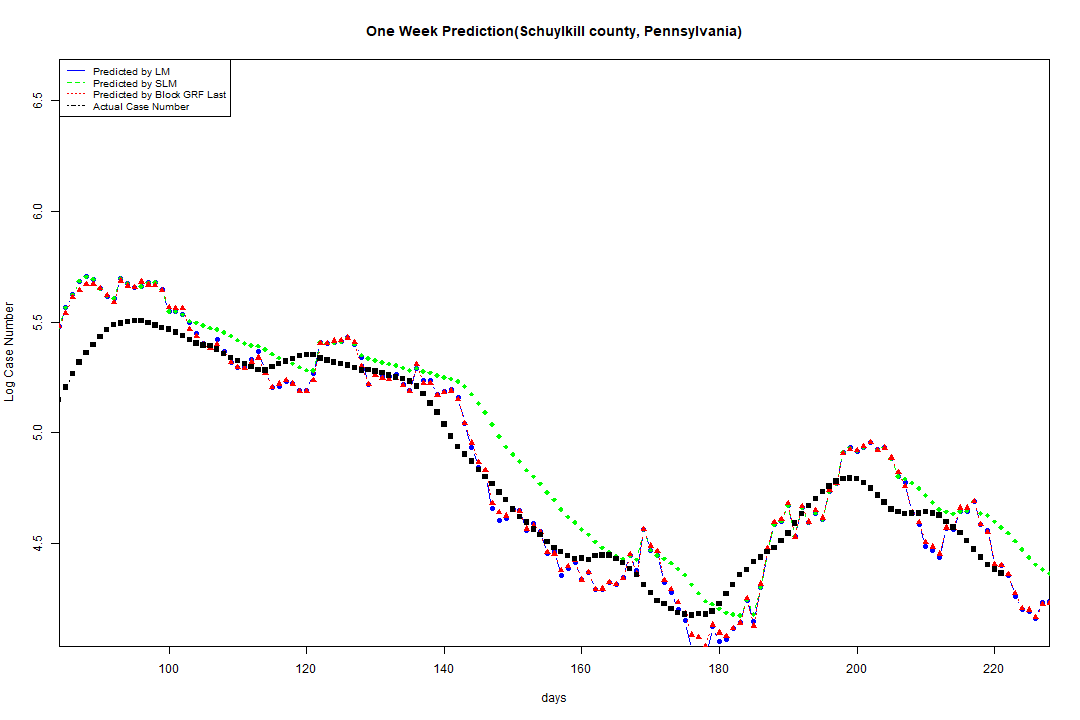 One Week Prediction(Schuylkill county, Pennsylvania)
Predicted by LM
Predicted by SLM
Predicted by Block GRF Last
Actual Case Number
6.5
6.0
5.5
5.0
4.5
Log Case Number
100 120 140 160 180 200 220
days